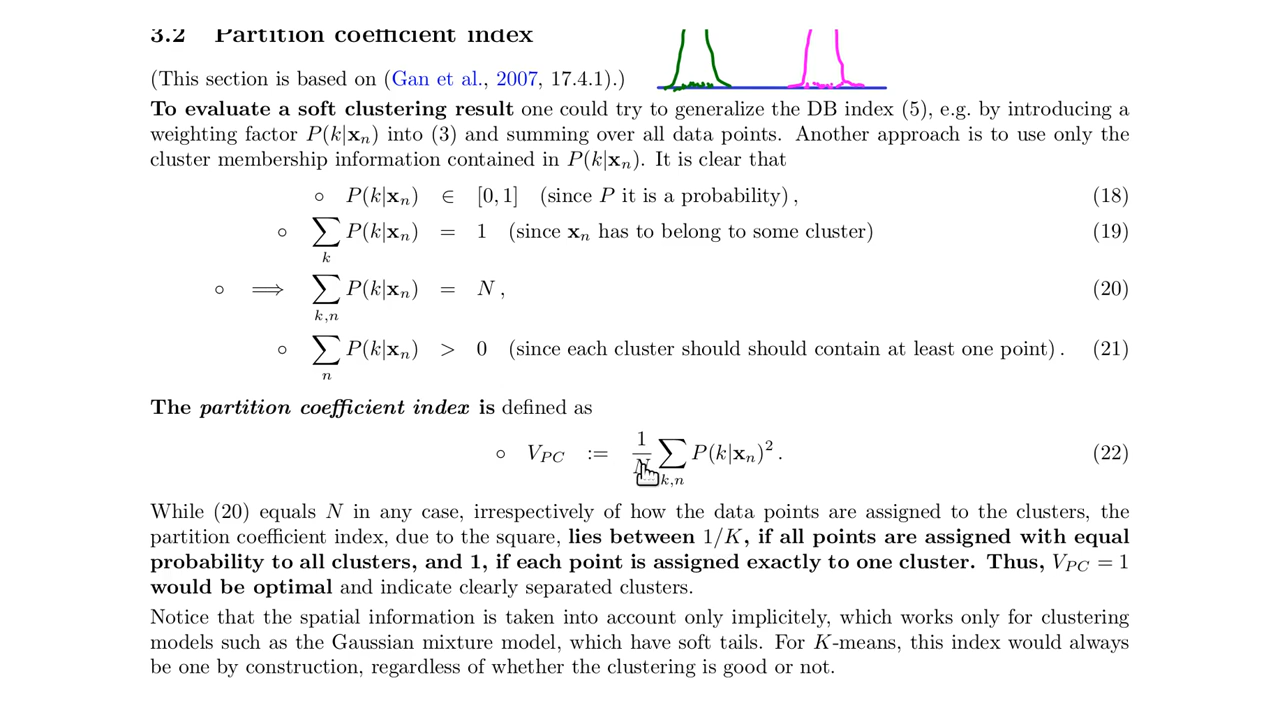 3.2 Partition coefficient index
(This section is based on (Gan et al., 2007, 17.4.1).)
To evaluate a soft clustering result one could try to generalize the DB index (5), e.g. by introducing a
weighting factor P(k|xₙ) into (3) and summing over all data points. Another approach is to use only the
cluster membership information contained in P(k|xₙ). It is clear that
◦ P(k|xₙ) ∈ [0, 1] (since P it is a probability) , (18)
◦ ∑_k P(k|xₙ) = 1 (since xₙ has to belong to some cluster) (19)
◦ ⟹ ∑_{k,n} P(k|xₙ) = N , (20)
◦ ∑_n P(k|xₙ) > 0 (since each cluster should should contain at least one point) . (21)
The partition coefficient index is defined as
◦ V_{PC} := 1/N ∑_{k,n} P(k|xₙ)² . (22)
While (20) equals N in any case, irrespectively of how the data points are assigned to the clusters, the
partition coefficient index, due to the square, lies between 1/K, if all points are assigned with equal
probability to all clusters, and 1, if each point is assigned exactly to one cluster. Thus, V_{PC} = 1
would be optimal and indicate clearly separated clusters.
Notice that the spatial information is taken into account only implicitely, which works only for clustering
models such as the Gaussian mixture model, which have soft tails. For K-means, this index would always
be one by construction, regardless of whether the clustering is good or not.